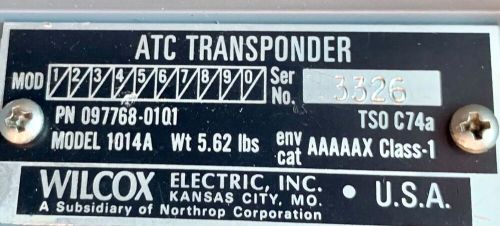 ATC TRANSPONDER
MOD 1 2 3 4 5 6 7 8 9 0 Ser No. 3326
PN 097768-0101 TSO C74a
MODEL 1014A Wt 5.62 lbs env cat AAAAAX Class-1
WILCOX ELECTRIC, INC. • U.S.A.
KANSAS CITY, MO.
A Subsidiary of Northrop Corporation